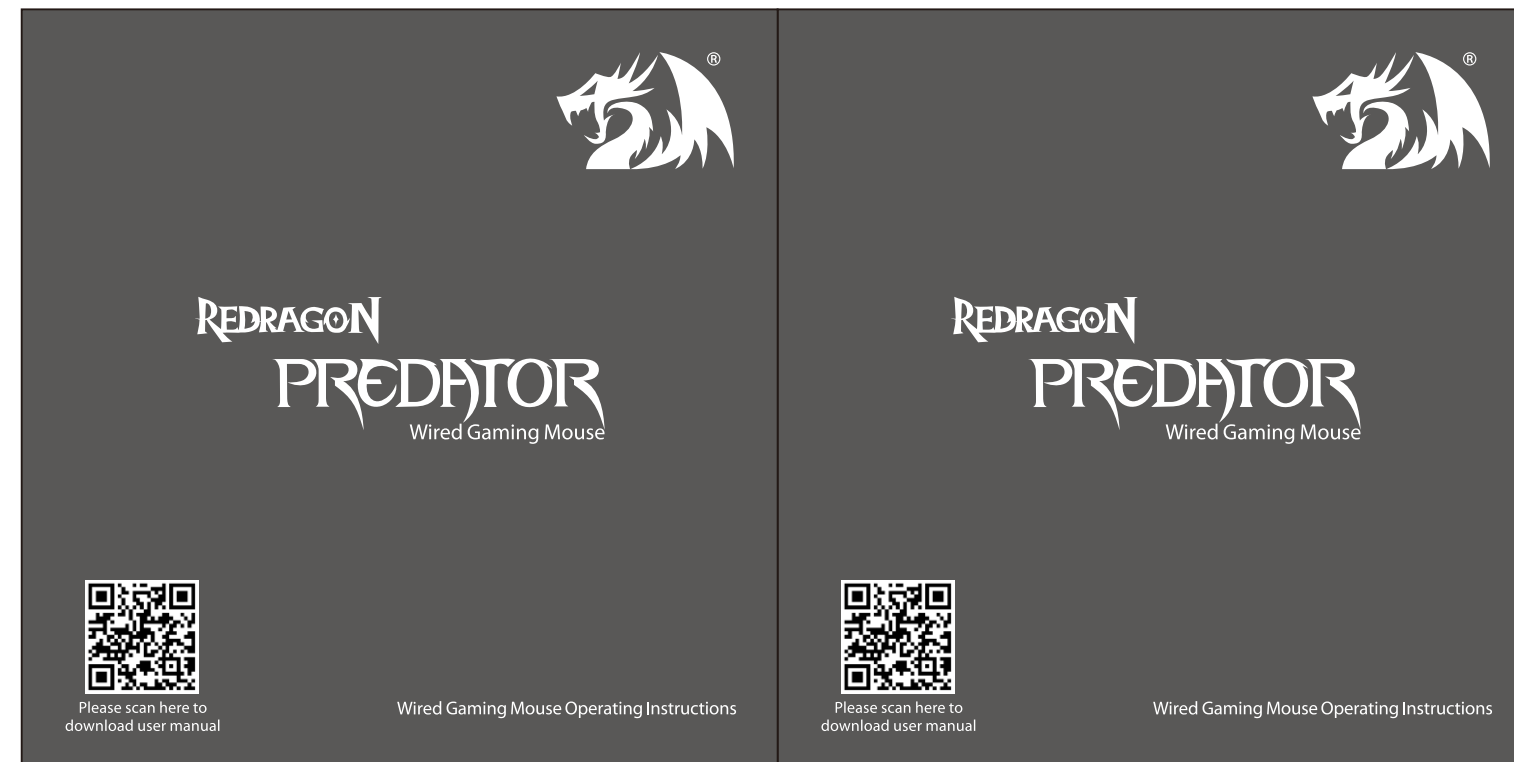 ®
REDRAGON
PREDATOR
Wired Gaming Mouse
Please scan here to
download user manual
Wired Gaming Mouse Operating Instructions
®
REDRAGON
PREDATOR
Wired Gaming Mouse
Please scan here to
download user manual
Wired Gaming Mouse Operating Instructions